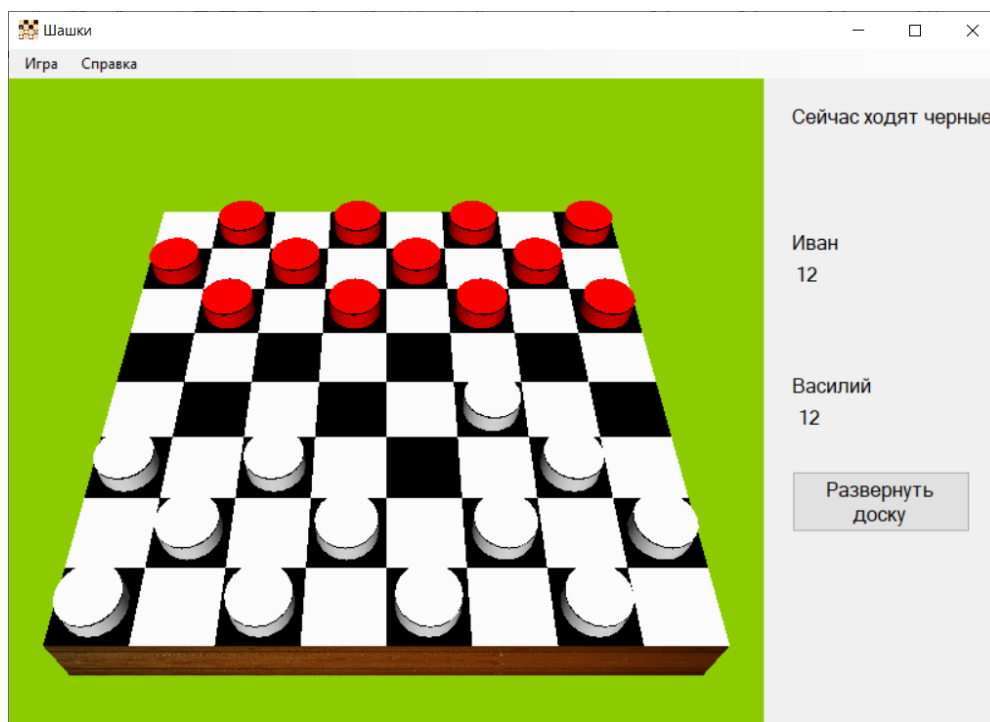 Шашки
Игра Справка
Сейчас ходят черные
Иван
12
Василий
12
Развернуть
доску